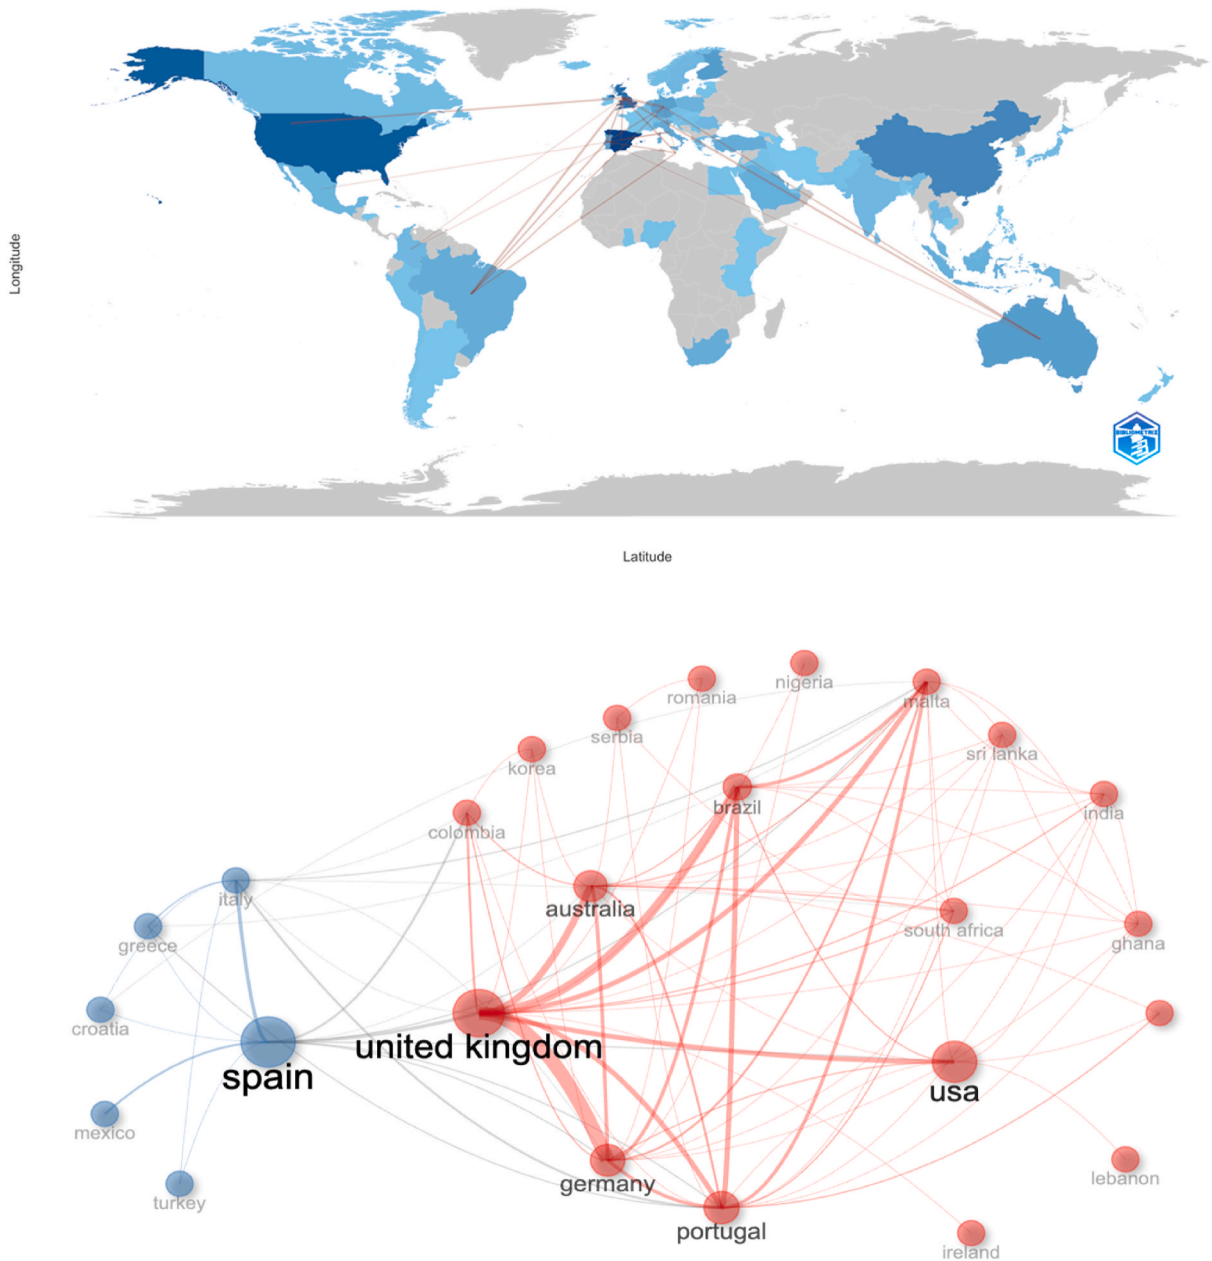 Longitude
BIBLIOMETRIX
Latitude
nigeria
romania
malta
serbia
sri lanka
korea
brazil
india
colombia
italy
australia
south africa
greece
ghana
croatia
united kingdom
spain
usa
mexico
lebanon
germany
turkey
portugal
ireland